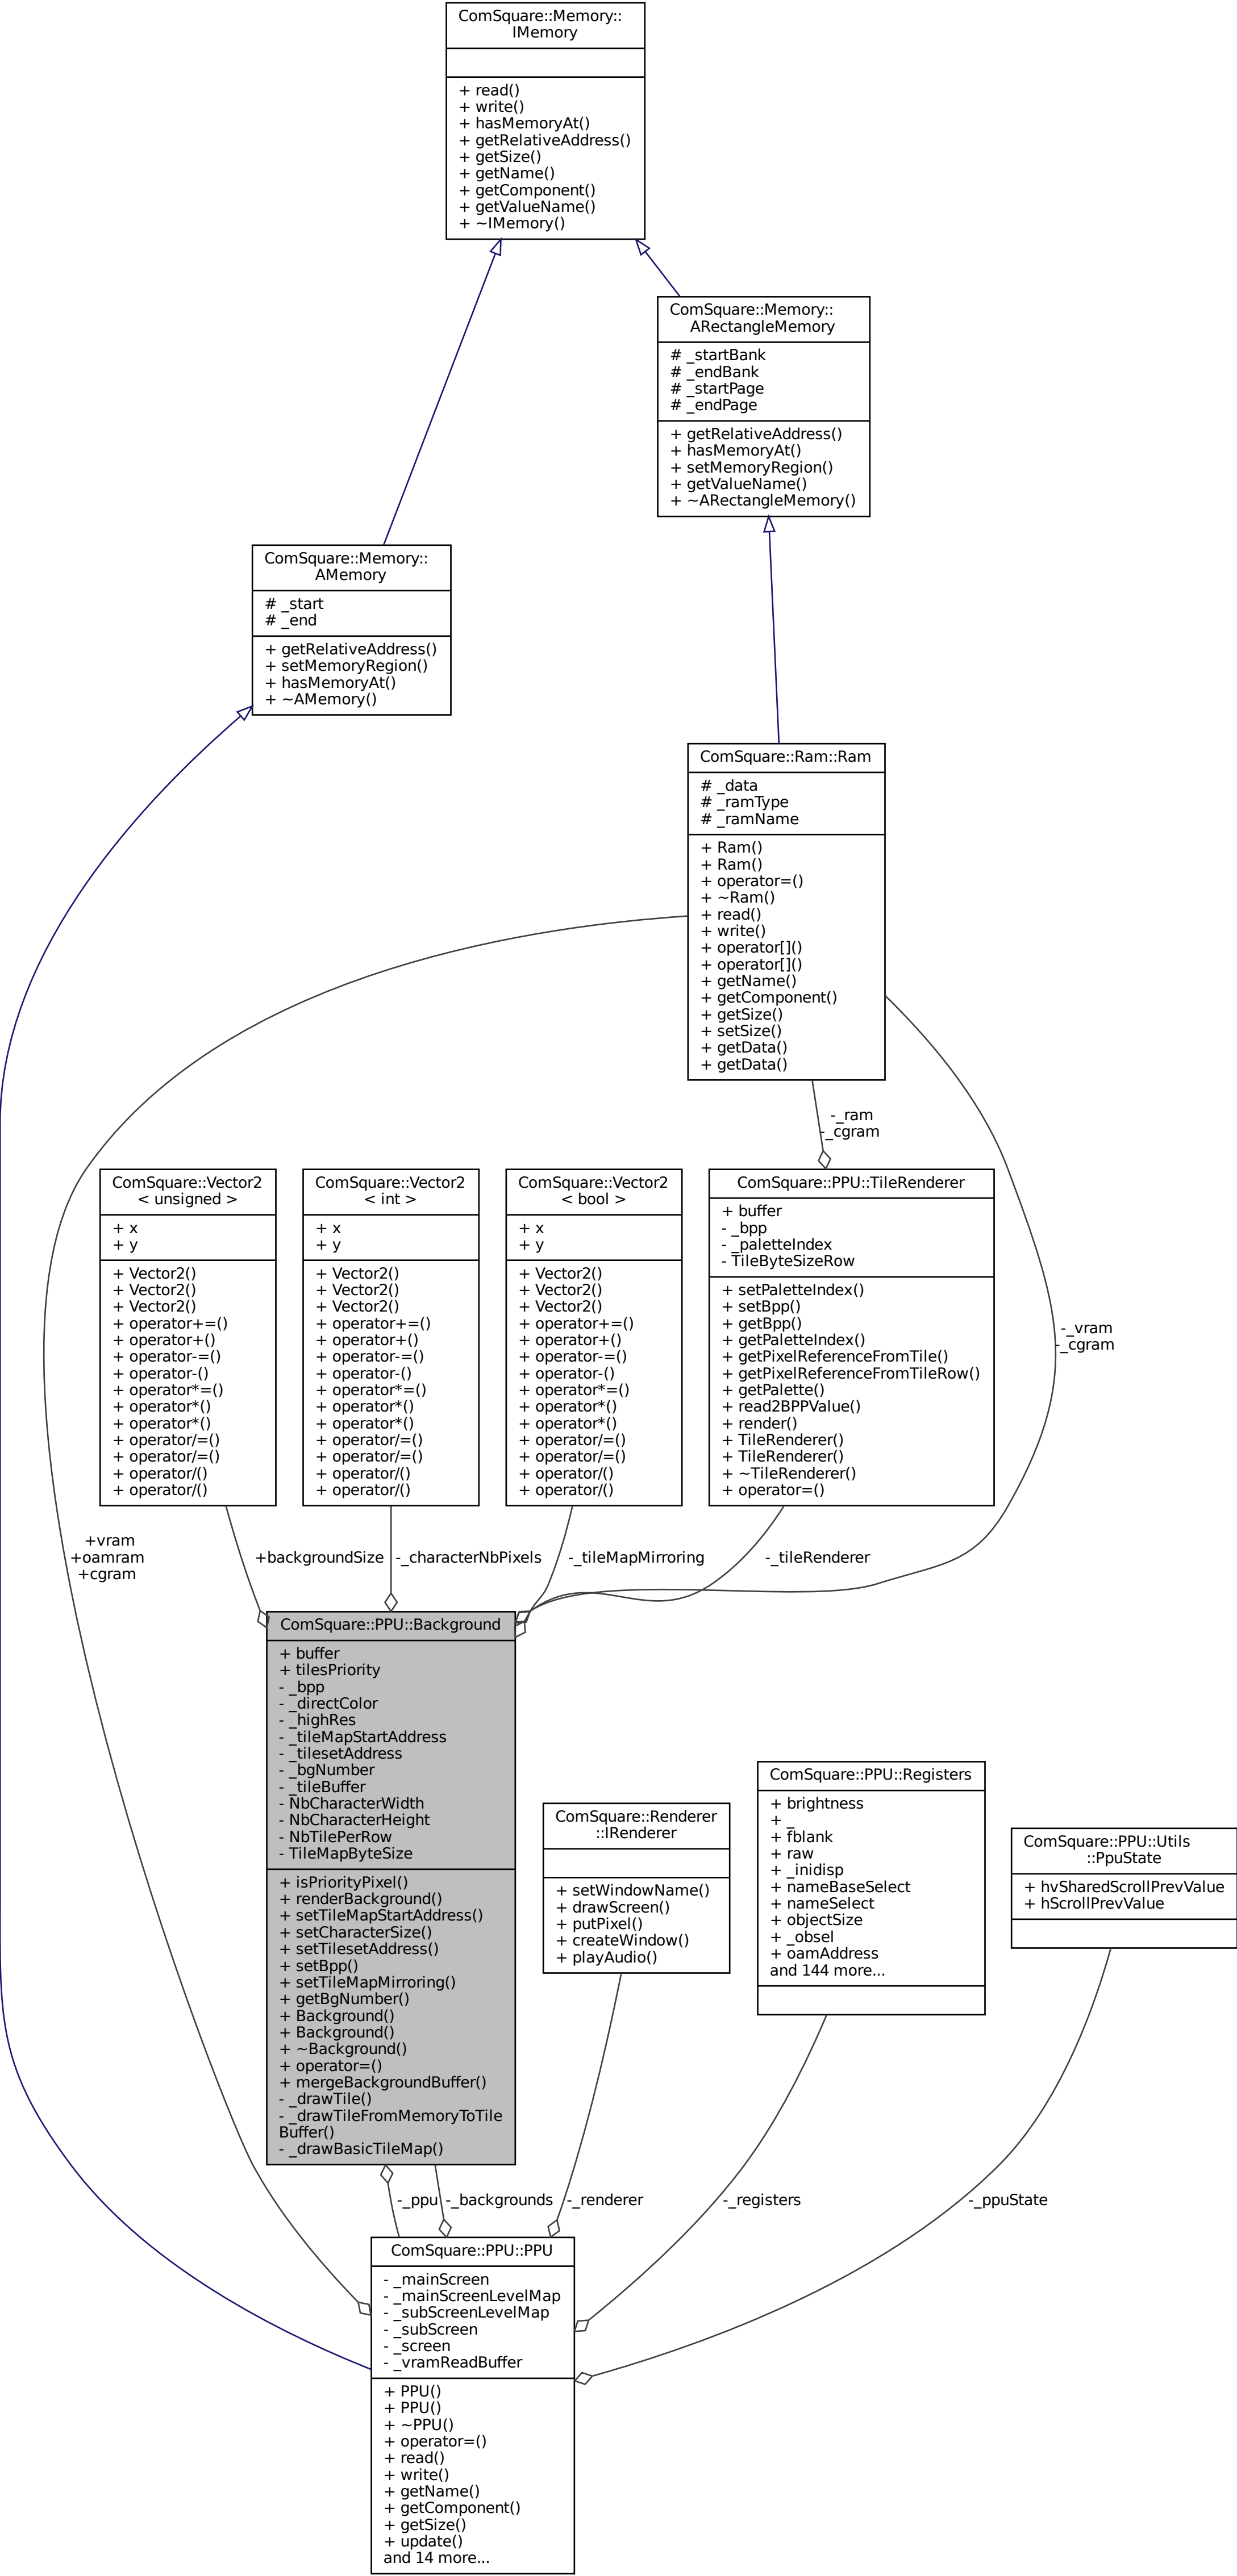 ComSquare::Memory::
IMemory
+ read()
+ write()
+ hasMemoryAt()
+ getRelativeAddress()
+ getSize()
+ getName()
+ getComponent()
+ getValueName()
+ ~IMemory()
ComSquare::Memory::
ARectangleMemory
# _startBank
# _endBank
# _startPage
# _endPage
+ getRelativeAddress()
+ hasMemoryAt()
+ setMemoryRegion()
+ getValueName()
+ ~ARectangleMemory()
ComSquare::Memory::
AMemory
# _start
# _end
+ getRelativeAddress()
+ setMemoryRegion()
+ hasMemoryAt()
+ ~AMemory()
ComSquare::Ram::Ram
# _data
# _ramType
# _ramName
+ Ram()
+ Ram()
+ operator=()
+ ~Ram()
+ read()
+ write()
+ operator[]()
+ operator[]()
+ getName()
+ getComponent()
+ getSize()
+ setSize()
+ getData()
+ getData()
-_ram
-_cgram
ComSquare::Vector2
< unsigned >
+ x
+ y
+ Vector2()
+ Vector2()
+ Vector2()
+ operator+=()
+ operator+()
+ operator-=()
+ operator-()
+ operator*=()
+ operator*()
+ operator*()
+ operator/=()
+ operator/=()
+ operator/()
+ operator/()
ComSquare::Vector2
< int >
+ x
+ y
+ Vector2()
+ Vector2()
+ Vector2()
+ operator+=()
+ operator+()
+ operator-=()
+ operator-()
+ operator*=()
+ operator*()
+ operator*()
+ operator/=()
+ operator/=()
+ operator/()
+ operator/()
ComSquare::Vector2
< bool >
+ x
+ y
+ Vector2()
+ Vector2()
+ Vector2()
+ operator+=()
+ operator+()
+ operator-=()
+ operator-()
+ operator*=()
+ operator*()
+ operator*()
+ operator/=()
+ operator/=()
+ operator/()
+ operator/()
ComSquare::PPU::TileRenderer
+ buffer
- _bpp
- _paletteIndex
- TileByteSizeRow
+ setPaletteIndex()
+ setBpp()
+ getBpp()
+ getPaletteIndex()
+ getPixelReferenceFromTile()
+ getPixelReferenceFromTileRow()
+ getPalette()
+ read2BPPValue()
+ render()
+ TileRenderer()
+ TileRenderer()
+ ~TileRenderer()
+ operator=()
-_vram
-_cgram
+vram
+oamram
+cgram
+backgroundSize
-_characterNbPixels
-_tileMapMirroring
-_tileRenderer
ComSquare::PPU::Background
+ buffer
+ tilesPriority
- _bpp
- _directColor
- _highRes
- _tileMapStartAddress
- _tilesetAddress
- _bgNumber
- _tileBuffer
- NbCharacterWidth
- NbCharacterHeight
- NbTilePerRow
- TileMapByteSize
+ isPriorityPixel()
+ renderBackground()
+ setTileMapStartAddress()
+ setCharacterSize()
+ setTilesetAddress()
+ setBpp()
+ setTileMapMirroring()
+ getBgNumber()
+ Background()
+ Background()
+ ~Background()
+ operator=()
+ mergeBackgroundBuffer()
- _drawTile()
- _drawTileFromMemoryToTile
Buffer()
- _drawBasicTileMap()
ComSquare::Renderer
::IRenderer
+ setWindowName()
+ drawScreen()
+ putPixel()
+ createWindow()
+ playAudio()
ComSquare::PPU::Registers
+ brightness
+ _
+ fblank
+ raw
+ _inidisp
+ nameBaseSelect
+ nameSelect
+ objectSize
+ _obsel
+ oamAddress
and 144 more...
ComSquare::PPU::Utils
::PpuState
+ hvSharedScrollPrevValue
+ hScrollPrevValue
-_ppu
-_backgrounds
-_renderer
-_registers
-_ppuState
ComSquare::PPU::PPU
- _mainScreen
- _mainScreenLevelMap
- _subScreenLevelMap
- _subScreen
- _screen
- _vramReadBuffer
+ PPU()
+ PPU()
+ ~PPU()
+ operator=()
+ read()
+ write()
+ getName()
+ getComponent()
+ getSize()
+ update()
and 14 more...